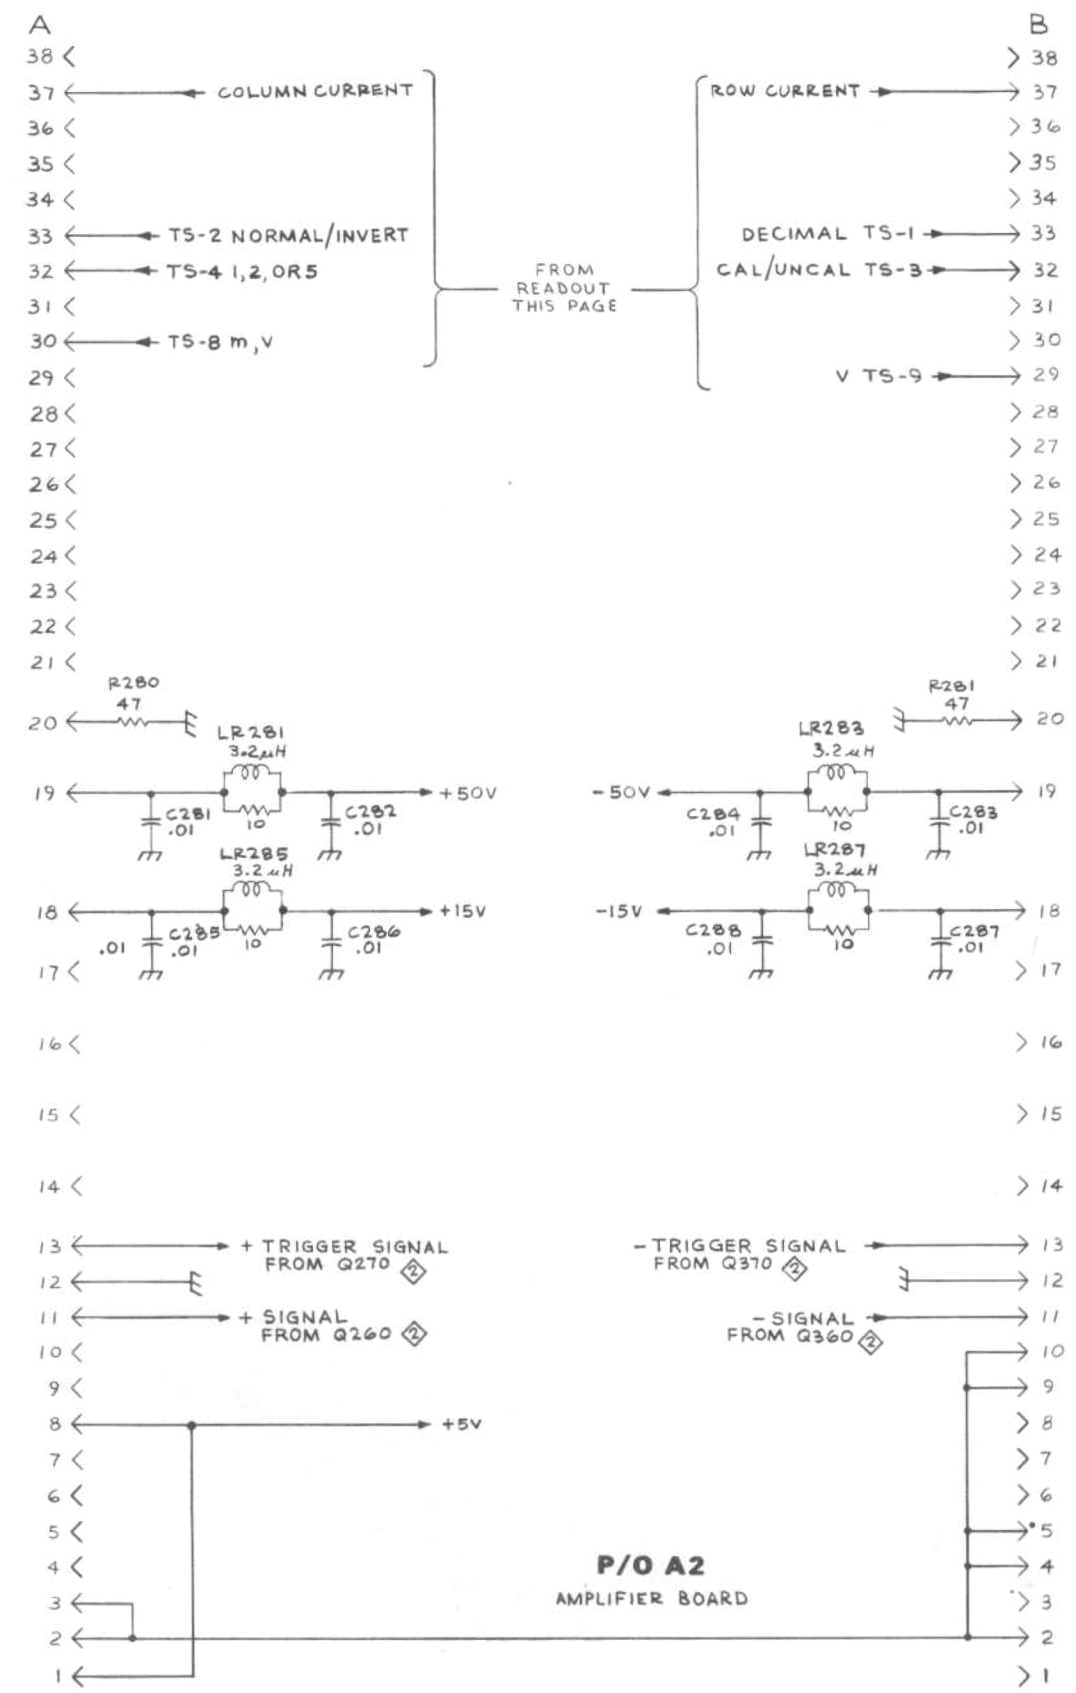 A B
38 38
37 COLUMN CURRENT ROW CURRENT 37
36 36
35 35
34 34
33 TS-2 NORMAL/INVERT DECIMAL TS-1 33
32 TS-4 1,2,OR5 CAL/UNCAL TS-3 32
FROM
READOUT
THIS PAGE
31 31
30 TS-8 m,V 30
29 V TS-9 29
28 28
27 27
26 26
25 25
24 24
23 23
22 22
21 21
R280 R281
47 47
20 20
LR281 LR283
3.2µH 3.2µH
19 +50V -50V 19
C281 C282 C284 C283
.01 .01 .01 .01
10 10
LR285 LR287
3.2µH 3.2µH
18 +15V -15V 18
C285 C286 C288 C287
.01 .01 .01 .01 .01
10 10
17 17
16 16
15 15
14 14
13 + TRIGGER SIGNAL - TRIGGER SIGNAL 13
FROM Q270 2 FROM Q370 2
12 12
11 + SIGNAL - SIGNAL 11
FROM Q260 2 FROM Q360 2
10 10
9 9
8 +5V 8
7 7
6 6
5 5
4 4
P/O A2
AMPLIFIER BOARD
3 3
2 2
1 1